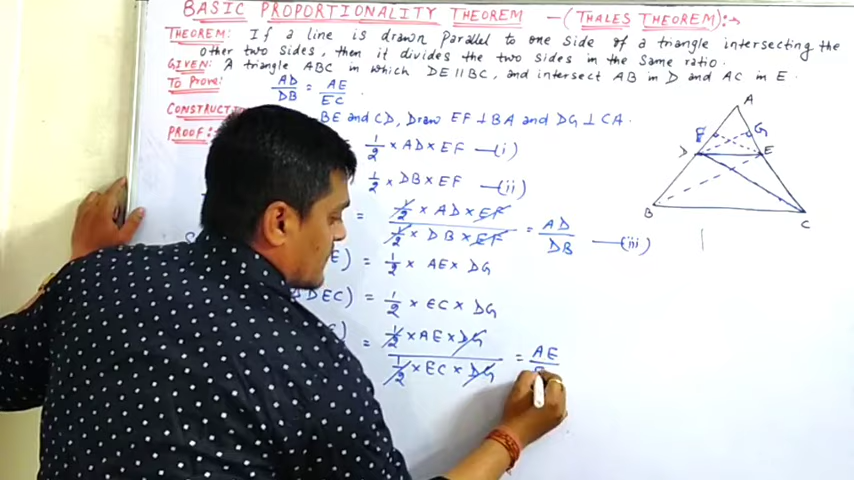 BASIC PROPORTIONALITY THEOREM - (THALES THEOREM):→
THEOREM: If a line is drawn parallel to one side of a triangle intersecting the
other two sides, then it divides the two sides in the same ratio.
GIVEN: A triangle ABC in which DE || BC, and intersect AB in D and AC in E.
TO PROVE:
AD/DB = AE/EC.
BE and CD, Draw EF ⊥ BA and DG ⊥ CA.
PROOF:
1/2 × AD × EF —(i)
1/2 × DB × EF —(ii)
= (1/2 × AD × EF)/(1/2 × DB × EF) = AD/DB —(iii)
) = 1/2 × AE × DG
DEC) = 1/2 × EC × DG
) = (1/2 × AE × DG)/(1/2 × EC × DG) = AE/E
A
F
G
D
E
B
C